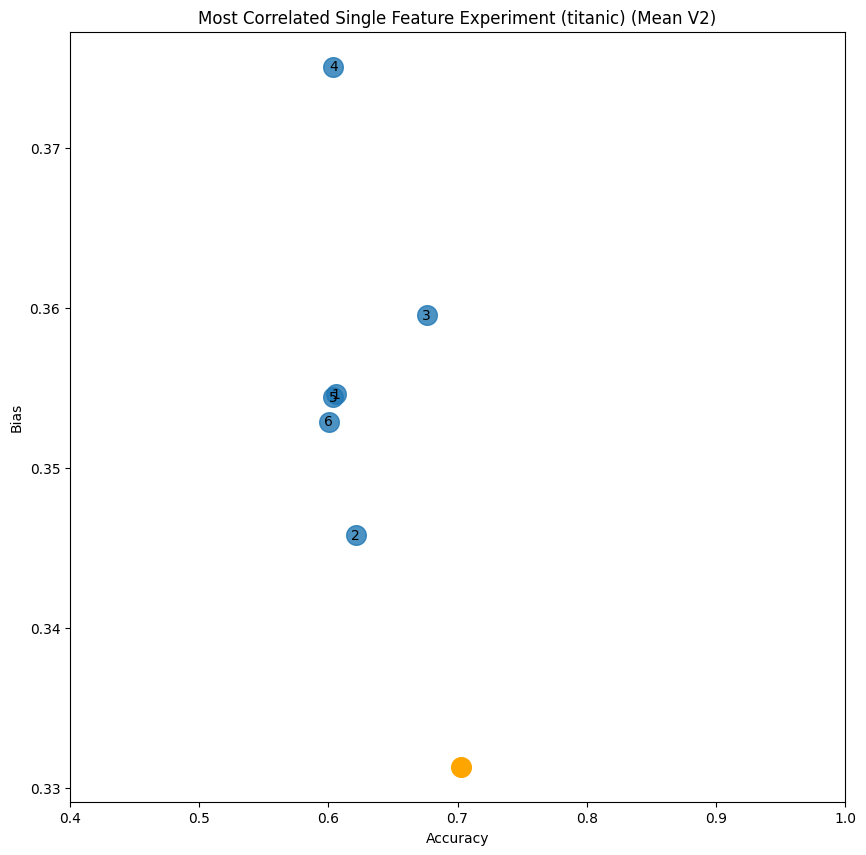 Most Correlated Single Feature Experiment (titanic) (Mean V2)
4
0.37
0.36
3
1
5
6
0.35
2
0.34
0.33
Bias
0.4 0.5 0.6 0.7 0.8 0.9 1.0
Accuracy